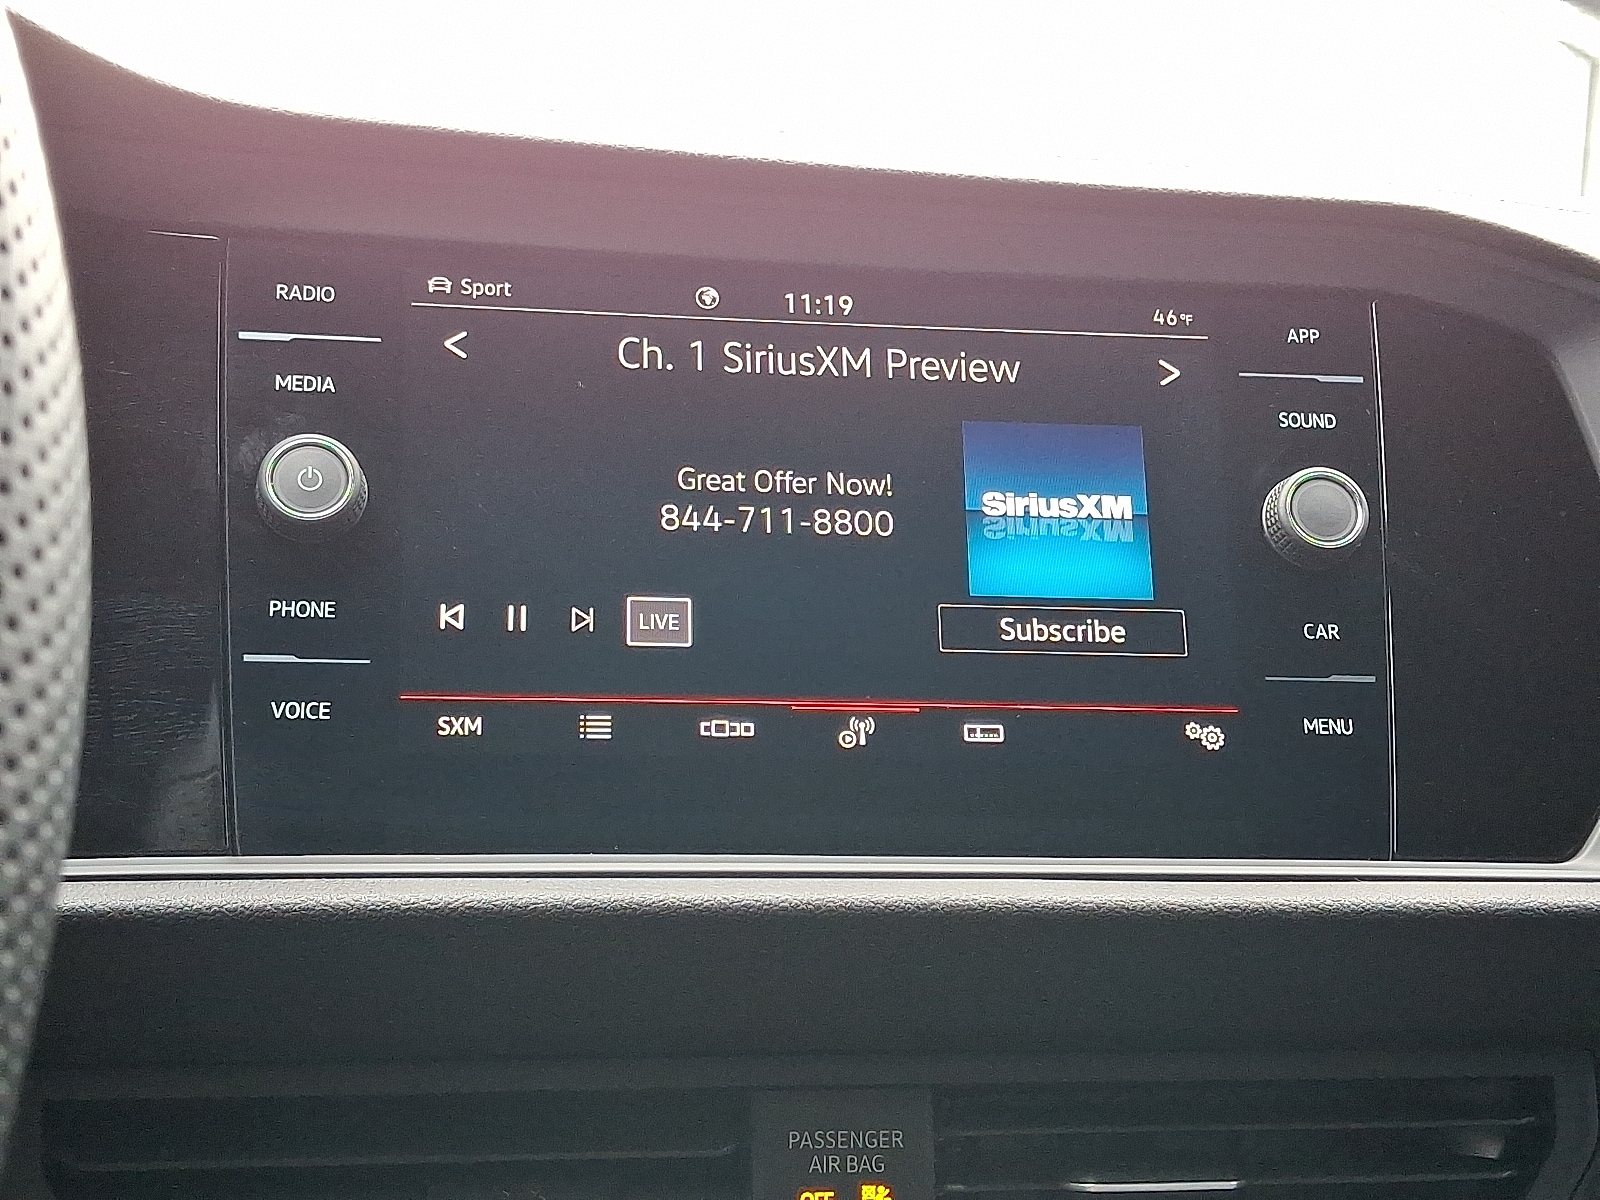 RADIO
MEDIA
PHONE
VOICE
Sport
11:19
46°F
< Ch. 1 SiriusXM Preview >
Great Offer Now!
844-711-8800
SiriusXM
LIVE
Subscribe
SXM
APP
SOUND
CAR
MENU
PASSENGER
AIR BAG
OFF